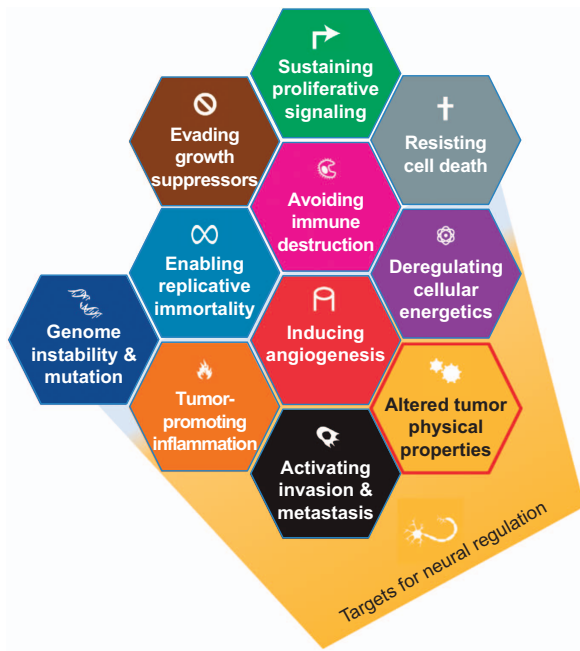 Sustaining
proliferative
signaling
Evading
growth
suppressors
Resisting
cell death
Avoiding
immune
destruction
Enabling
replicative
immortality
Deregulating
cellular
energetics
Genome
instability &
mutation
Inducing
angiogenesis
Tumor-
promoting
inflammation
Altered tumor
physical
properties
Activating
invasion &
metastasis
Targets for neural regulation